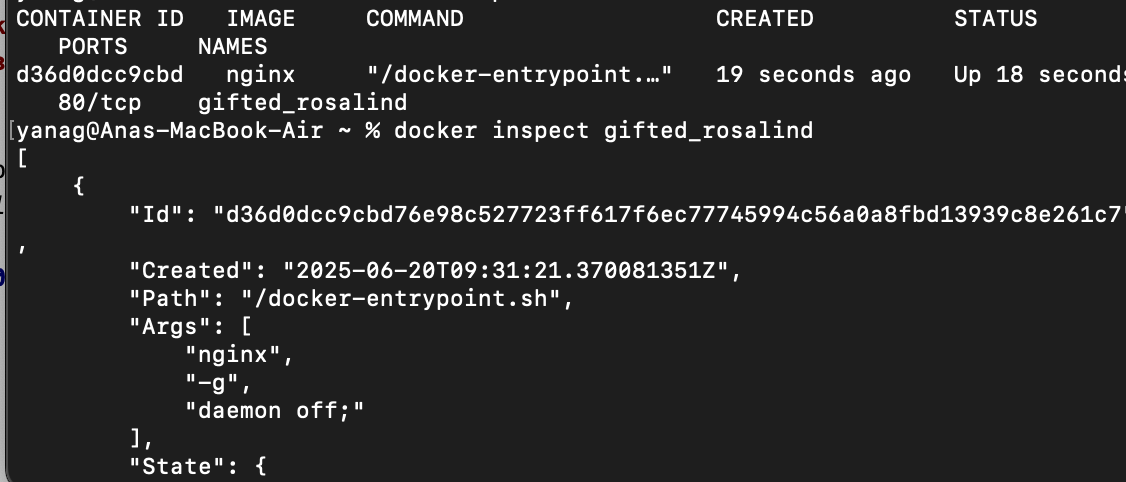 CONTAINER ID   IMAGE     COMMAND                  CREATED          STATUS
   PORTS     NAMES
d36d0dcc9cbd   nginx     "/docker-entrypoint.…"   19 seconds ago   Up 18 seconds
   80/tcp    gifted_rosalind
[yanag@Anas-MacBook-Air ~ % docker inspect gifted_rosalind
[
    {
        "Id": "d36d0dcc9cbd76e98c527723ff617f6ec77745994c56a0a8fbd13939c8e261c7"
,
        "Created": "2025-06-20T09:31:21.370081351Z",
        "Path": "/docker-entrypoint.sh",
        "Args": [
            "nginx",
            "-g",
            "daemon off;"
        ],
        "State": {